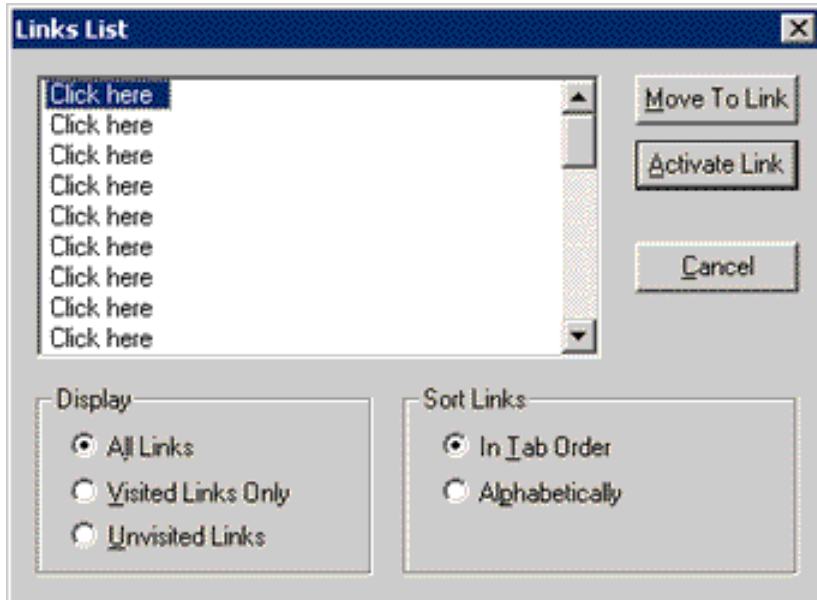 Links List
Click here
Click here
Click here
Click here
Click here
Click here
Click here
Click here
Click here
Move To Link
Activate Link
Cancel
Display
All Links
Visited Links Only
Unvisited Links
Sort Links
In Tab Order
Alphabetically